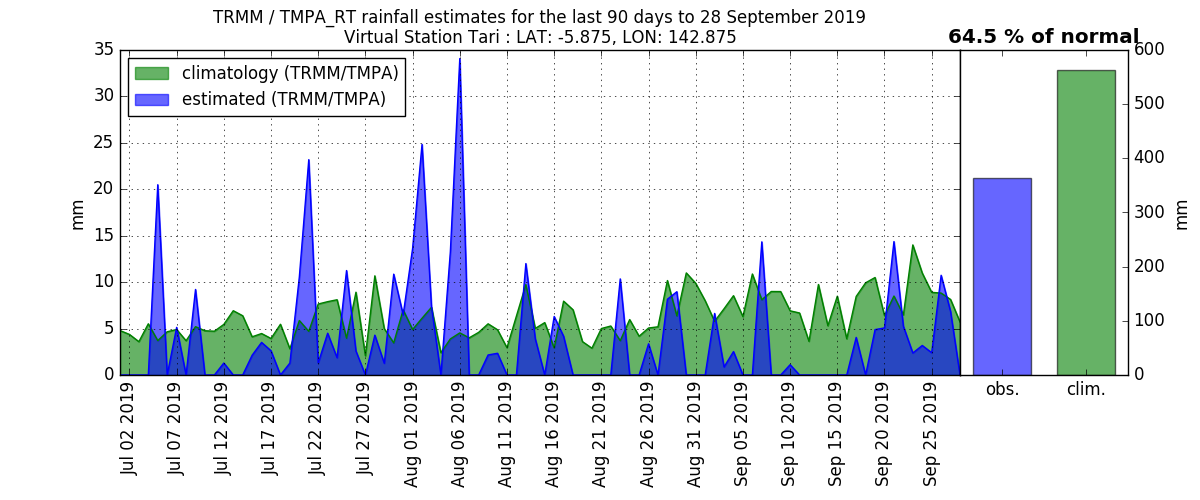 TRMM / TMPA_RT rainfall estimates for the last 90 days to 28 September 2019
Virtual Station Tari : LAT: -5.875, LON: 142.875
64.5 % of normal
climatology (TRMM/TMPA)
estimated (TRMM/TMPA)
35
30
25
20
15
10
5
0
mm
Jul 02 2019
Jul 07 2019
Jul 12 2019
Jul 17 2019
Jul 22 2019
Jul 27 2019
Aug 01 2019
Aug 06 2019
Aug 11 2019
Aug 16 2019
Aug 21 2019
Aug 26 2019
Aug 31 2019
Sep 05 2019
Sep 10 2019
Sep 15 2019
Sep 20 2019
Sep 25 2019
obs.
clim.
600
500
400
300
200
100
0
mm